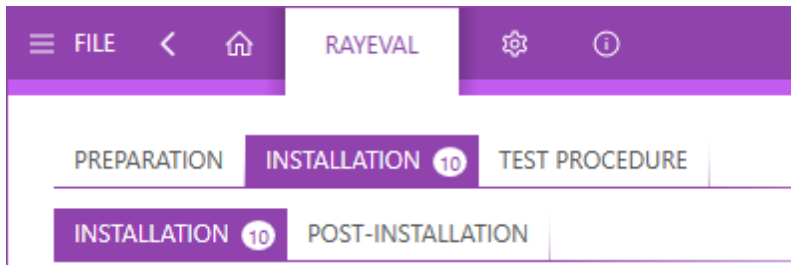 FILE RAYEVAL
PREPARATION INSTALLATION 10 TEST PROCEDURE
INSTALLATION 10 POST-INSTALLATION